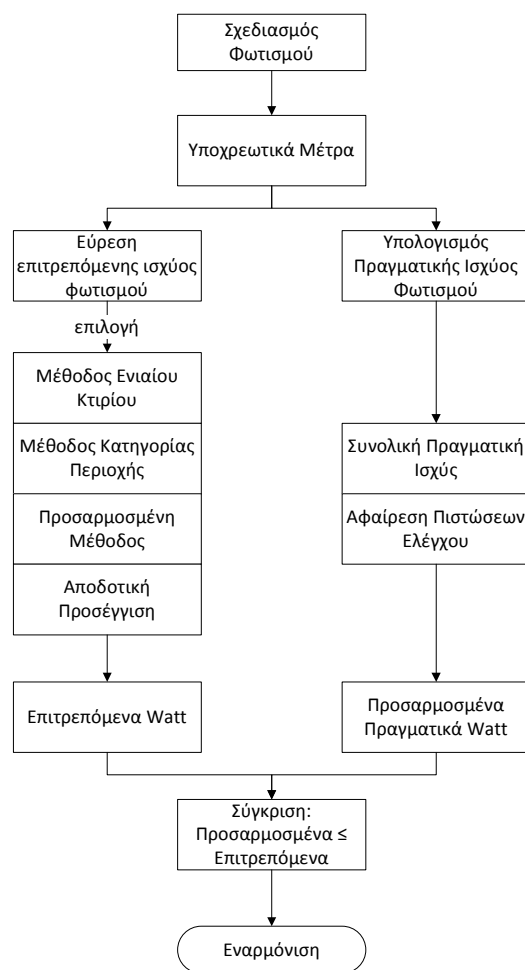 Σχεδιασμός
Φωτισμού
Υποχρεωτικά Μέτρα
Εύρεση
επιτρεπόμενης ισχύος
φωτισμού
επιλογή
Μέθοδος Ενιαίου
Κτιρίου
Μέθοδος Κατηγορίας
Περιοχής
Προσαρμοσμένη
Μέθοδος
Αποδοτική
Προσέγγιση
Επιτρεπόμενα Watt
Υπολογισμός
Πραγματικής Ισχύος
Φωτισμού
Συνολική Πραγματική
Ισχύς
Αφαίρεση Πιστώσεων
Ελέγχου
Προσαρμοσμένα
Πραγματικά Watt
Σύγκριση:
Προσαρμοσμένα ≤
Επιτρεπόμενα
Εναρμόνιση